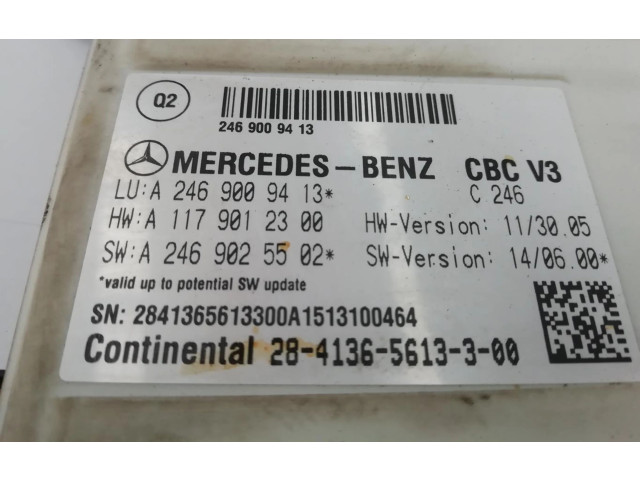 Q2
246 900 94 13
MERCEDES-BENZ CBC V3
LU:A 246 900 94 13* C 246
HW:A 117 901 23 00 HW-Version: 11/30.05
SW:A 246 902 55 02* SW-Version: 14/06.00*
*valid up to potential SW update
SN: 2841365613300A1513100464
Continental 28-4136-5613-3-00